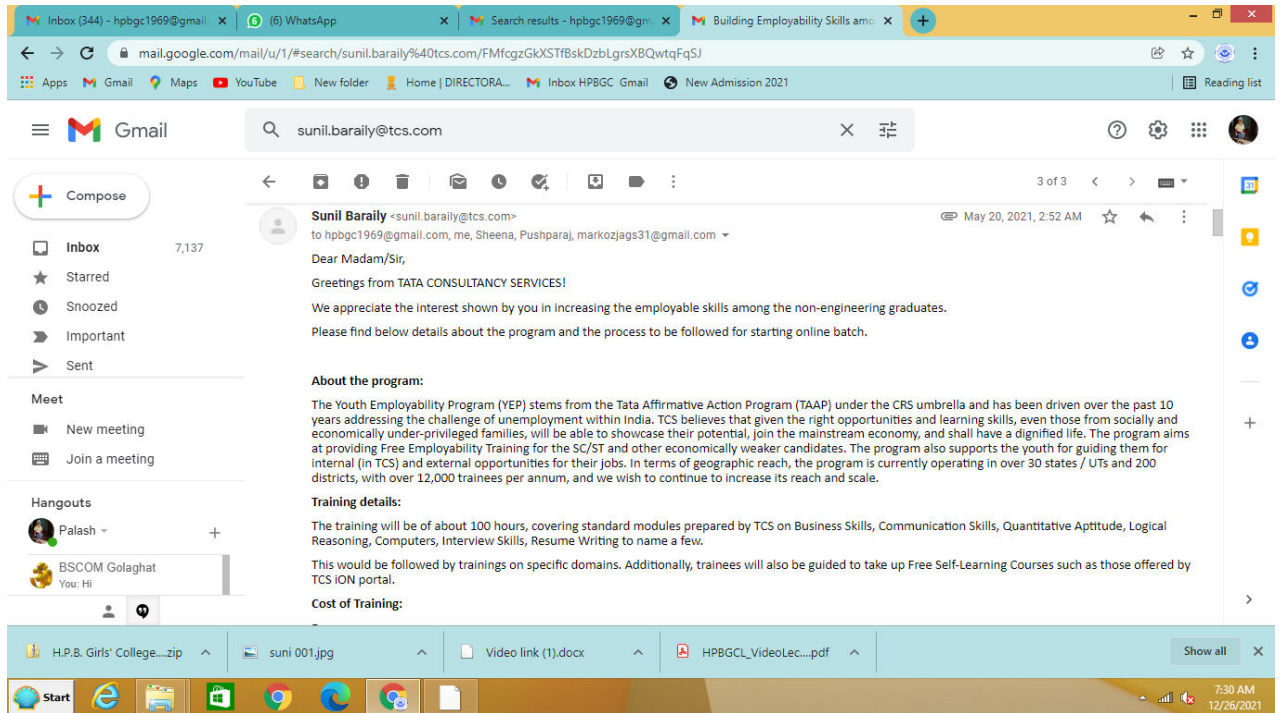 Inbox (344) - hpbgc1969@gmail.
(6) WhatsApp
Search results - hpbgc1969@gm
Building Employability Skills amo
mail.google.com/mail/u/1/#search/sunil.baraily%40tcs.com/FMfcgzGkXSTfBskDzbLgrsXBQwtqFqSJ
Apps Gmail Maps YouTube New folder Home | DIRECTORA... Inbox HPBGC Gmail New Admission 2021 Reading list
Gmail
sunil.baraily@tcs.com
Compose
3 of 3
31
Inbox 7,137
Starred
Snoozed
Important
Sent
Meet
New meeting
Join a meeting
Hangouts
Palash
BSCOM Golaghat
You: Hi
Sunil Baraily <sunil.baraily@tcs.com>
May 20, 2021, 2:52 AM
to hpbgc1969@gmail.com, me, Sheena, Pushparaj, markozjags31@gmail.com
Dear Madam/Sir,
Greetings from TATA CONSULTANCY SERVICES!
We appreciate the interest shown by you in increasing the employable skills among the non-engineering graduates.
Please find below details about the program and the process to be followed for starting online batch.
About the program:
The Youth Employability Program (YEP) stems from the Tata Affirmative Action Program (TAAP) under the CRS umbrella and has been driven over the past 10
years addressing the challenge of unemployment within India. TCS believes that given the right opportunities and learning skills, even those from socially and
economically under-privileged families, will be able to showcase their potential, join the mainstream economy, and shall have a dignified life. The program aims
at providing Free Employability Training for the SC/ST and other economically weaker candidates. The program also supports the youth for guiding them for
internal (in TCS) and external opportunities for their jobs. In terms of geographic reach, the program is currently operating in over 30 states / UTs and 200
districts, with over 12,000 trainees per annum, and we wish to continue to increase its reach and scale.
Training details:
The training will be of about 100 hours, covering standard modules prepared by TCS on Business Skills, Communication Skills, Quantitative Aptitude, Logical
Reasoning, Computers, Interview Skills, Resume Writing to name a few.
This would be followed by trainings on specific domains. Additionally, trainees will also be guided to take up Free Self-Learning Courses such as those offered by
TCS iON portal.
Cost of Training:
H.P.B. Girls' College....zip
suni 001.jpg
Video link (1).docx
HPBGCL_VideoLec....pdf
Show all
Start
7:30 AM
12/26/2021